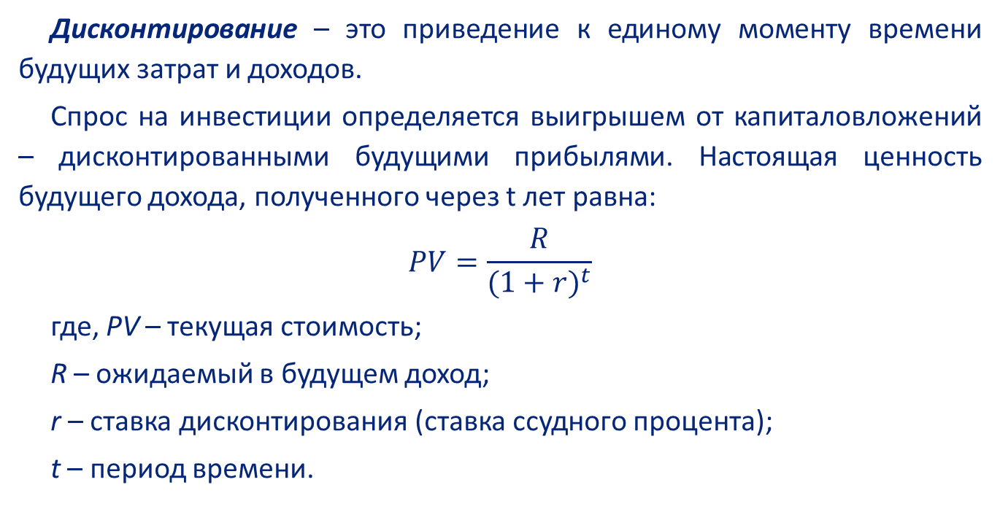 Дисконтирование – это приведение к единому моменту времени
будущих затрат и доходов.
Спрос на инвестиции определяется выигрышем от капиталовложений
– дисконтированными будущими прибылями. Настоящая ценность
будущего дохода, полученного через t лет равна:
PV = R / (1 + r)^t
где, PV – текущая стоимость;
R – ожидаемый в будущем доход;
r – ставка дисконтирования (ставка ссудного процента);
t – период времени.